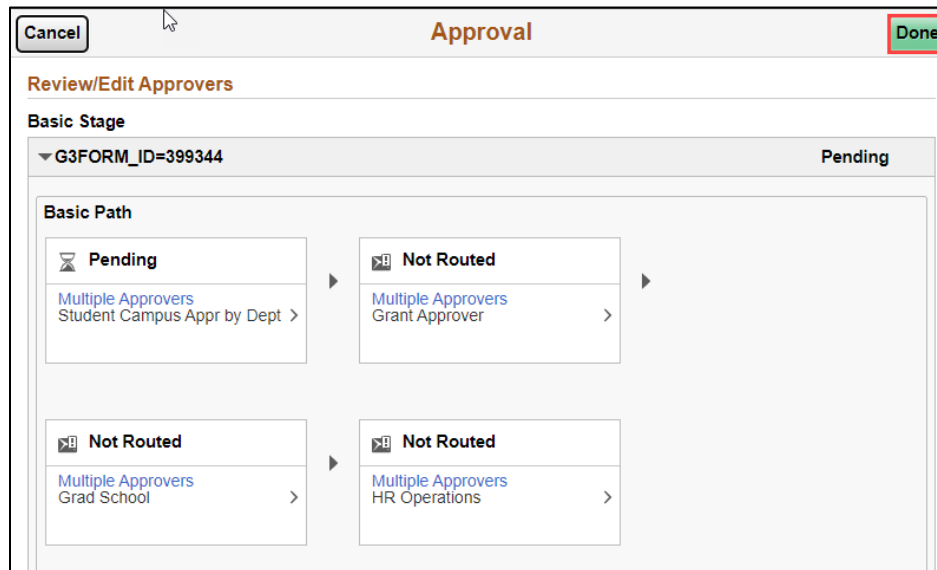 Cancel
Approval
Done
Review/Edit Approvers
Basic Stage
G3FORM_ID=399344
Pending
Basic Path
Pending
Multiple Approvers
Student Campus Appr by Dept
Not Routed
Multiple Approvers
Grant Approver
Not Routed
Multiple Approvers
Grad School
Not Routed
Multiple Approvers
HR Operations